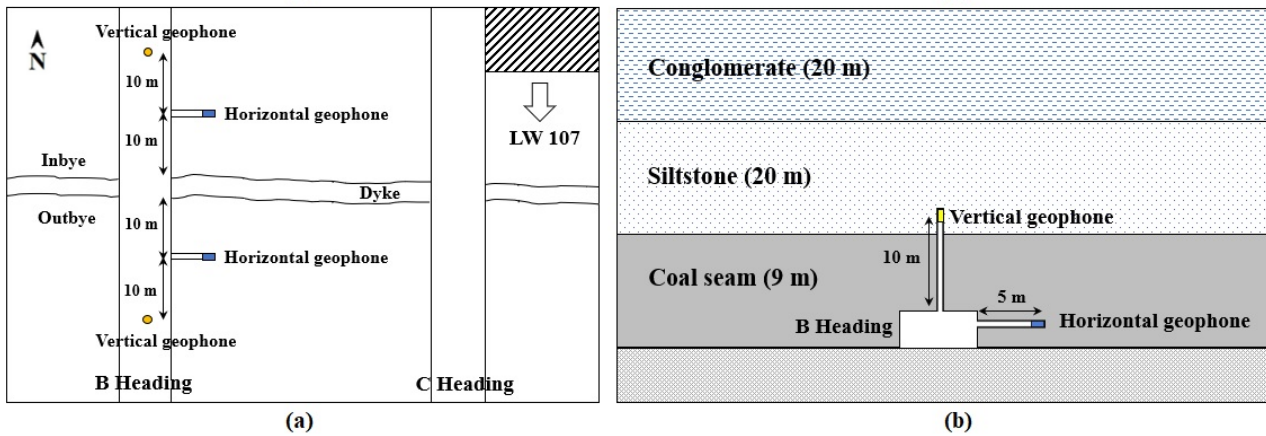 Vertical geophone
N
10 m
Horizontal geophone
10 m
LW 107
Inbye
Dyke
Outbye
10 m
Horizontal geophone
10 m
Vertical geophone
B Heading
C Heading
(a)
Conglomerate (20 m)
Siltstone (20 m)
Vertical geophone
10 m
Coal seam (9 m)
5 m
B Heading
Horizontal geophone
(b)